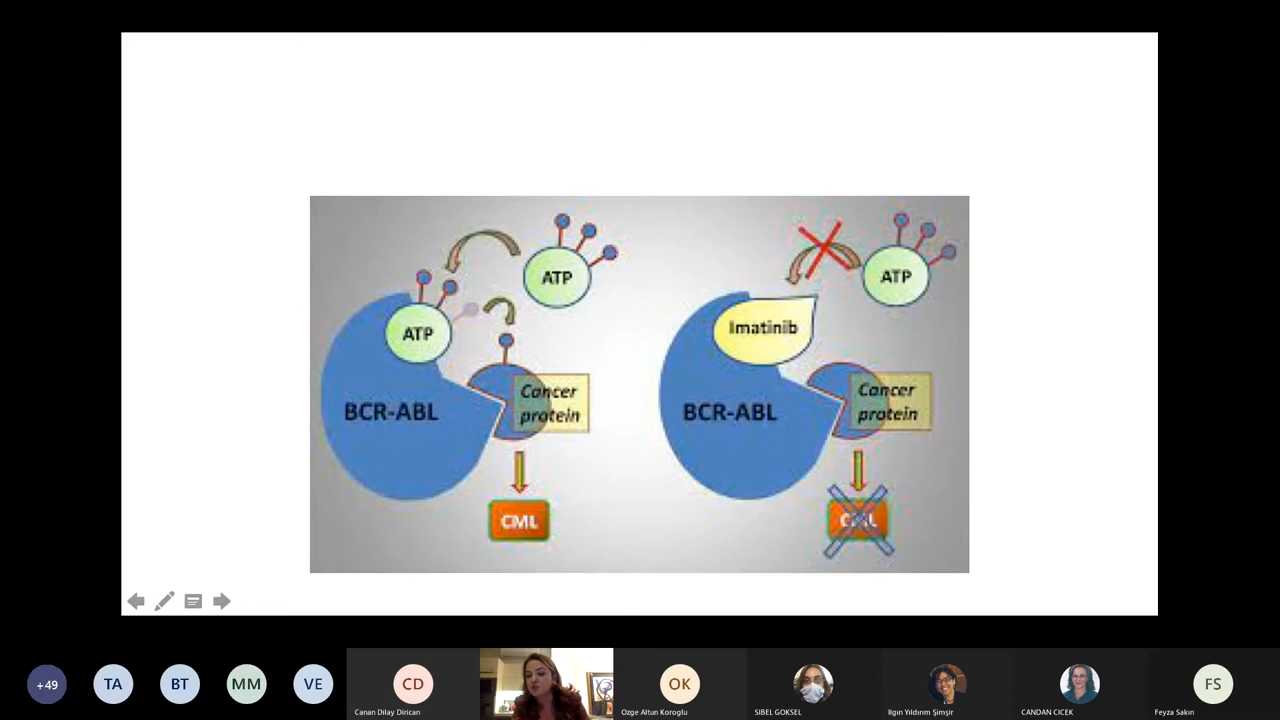 ATP
ATP
ATP
Imatinib
BCR-ABL
Cancer
protein
BCR-ABL
Cancer
protein
CML
CML
+49
TA
BT
MM
VE
CD
OK
FS
Canan Dilay Dirican
Ozge Altun Koroglu
SIBEL GOKSEL
Ilgın Yıldırım Şimşir
CANDAN CICEK
Feyza Sakın